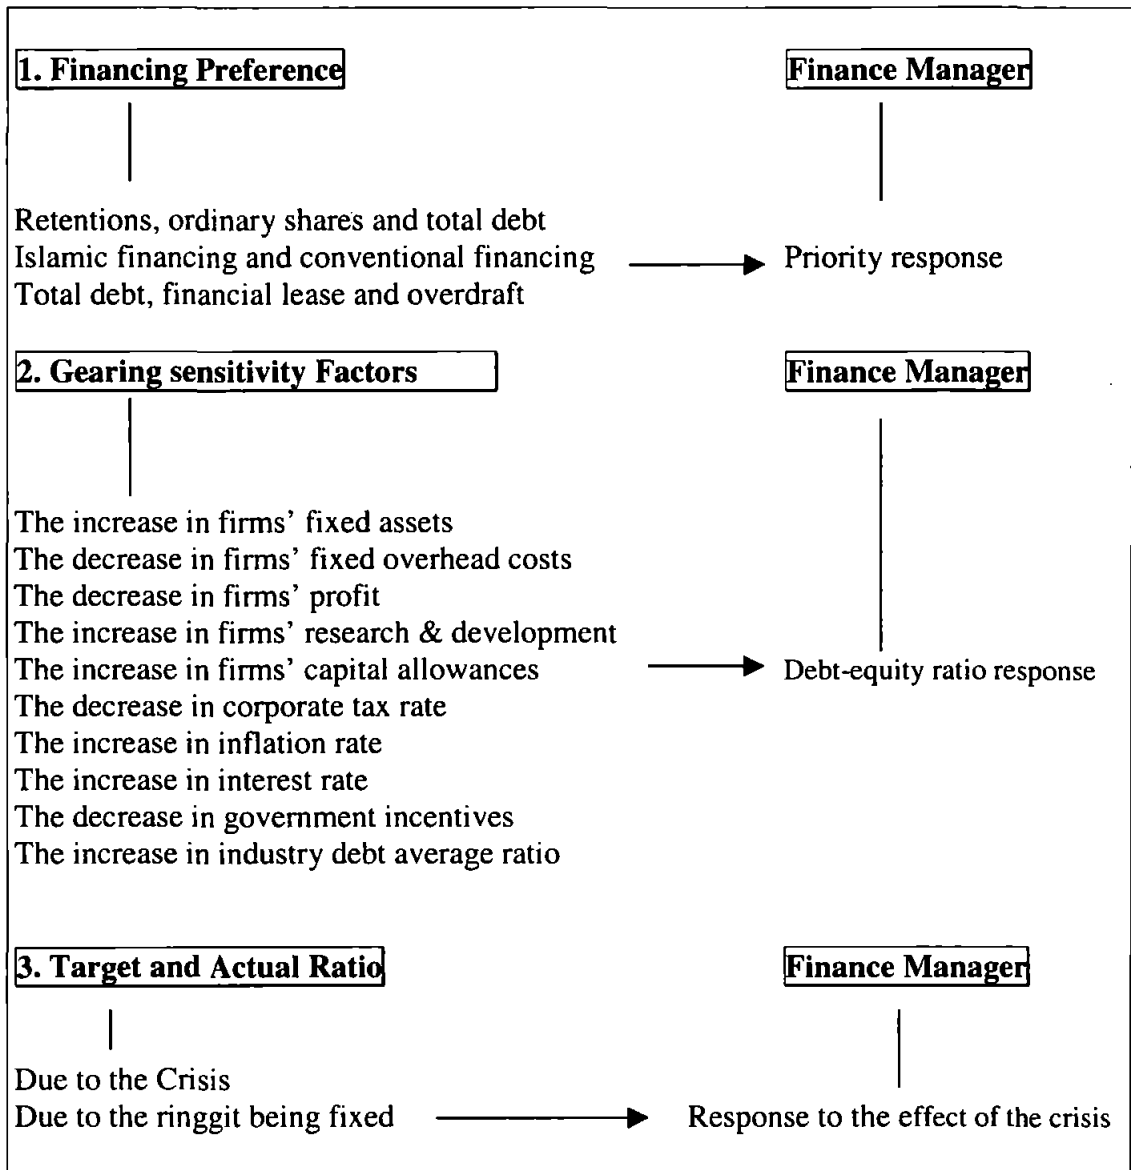 1. Financing Preference
Finance Manager
Retentions, ordinary shares and total debt
Islamic financing and conventional financing
Total debt, financial lease and overdraft
Priority response
2. Gearing sensitivity Factors
Finance Manager
The increase in firms' fixed assets
The decrease in firms' fixed overhead costs
The decrease in firms' profit
The increase in firms' research & development
The increase in firms' capital allowances
The decrease in corporate tax rate
The increase in inflation rate
The increase in interest rate
The decrease in government incentives
The increase in industry debt average ratio
Debt-equity ratio response
3. Target and Actual Ratio
Finance Manager
Due to the Crisis
Due to the ringgit being fixed
Response to the effect of the crisis